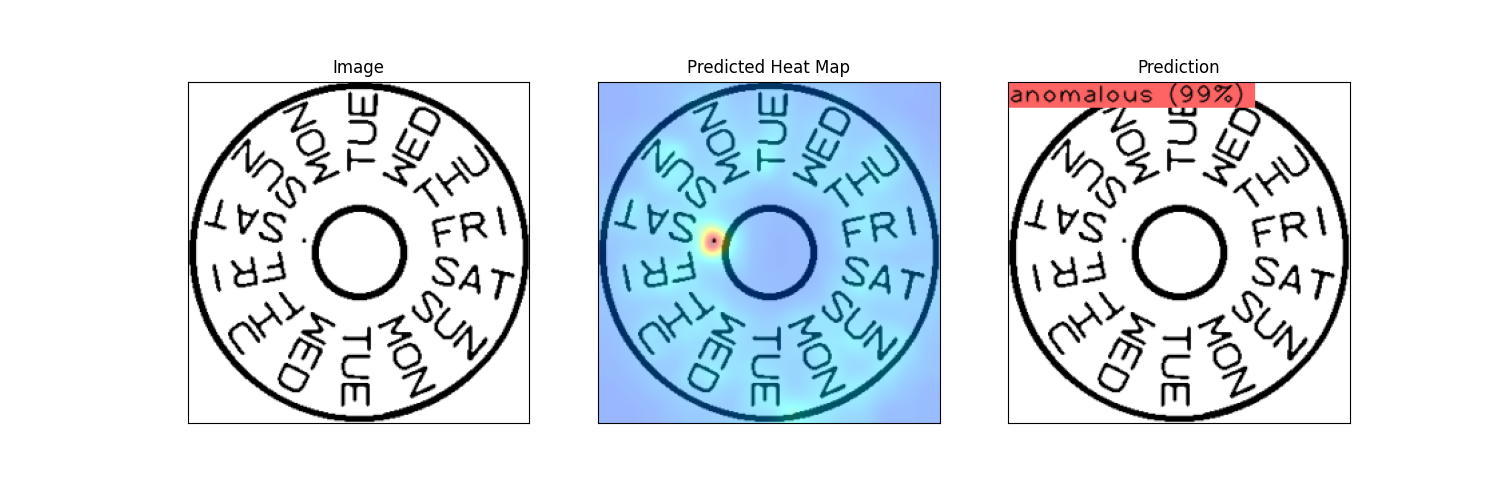 Image
Predicted Heat Map
Prediction
anomalous (99%)
TUE
WED
THU
FRI
SAT
SUN
MON
TUE
WED
THU
FRI
SAT
SUN
MON
TUE
WED
THU
FRI
SAT
SUN
MON
TUE
WED
THU
FRI
SAT
SUN
MON
TUE
WED
THU
FRI
SAT
SUN
MON
TUE
WED
THU
FRI
SAT
SUN
MON